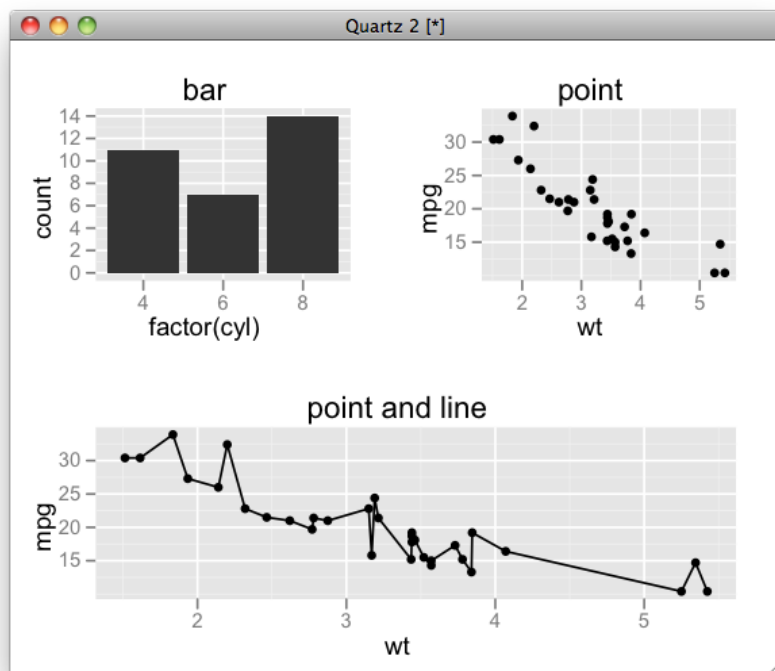 Quartz 2 [*]
bar
14
12
10
8
6
4
2
0
count
4 6 8
factor(cyl)
point
30
25
20
15
mpg
2 3 4 5
wt
point and line
30
25
20
15
mpg
2 3 4 5
wt